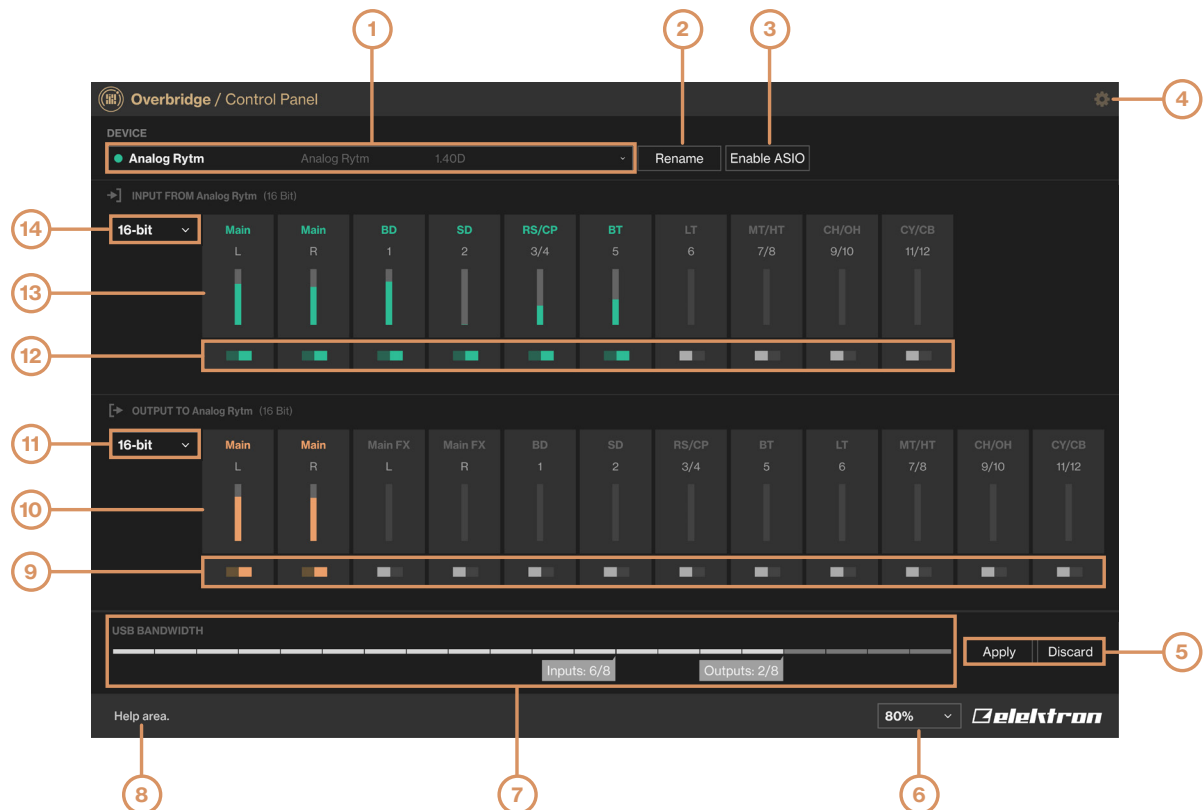 1
2
3
Overbridge / Control Panel
4
DEVICE
Analog Rytm Analog Rytm 1.40D
Rename
Enable ASIO
INPUT FROM Analog Rytm (16 Bit)
14
16-bit
Main Main BD SD RS/CP BT LT MT/HT CH/OH CY/CB
L R 1 2 3/4 5 6 7/8 9/10 11/12
13
12
OUTPUT TO Analog Rytm (16 Bit)
11
16-bit
Main Main Main FX Main FX BD SD RS/CP BT LT MT/HT CH/OH CY/CB
L R L R 1 2 3/4 5 6 7/8 9/10 11/12
10
9
USB BANDWIDTH
Inputs: 6/8
Outputs: 2/8
Apply
Discard
5
Help area.
80%
elektron
8
7
6